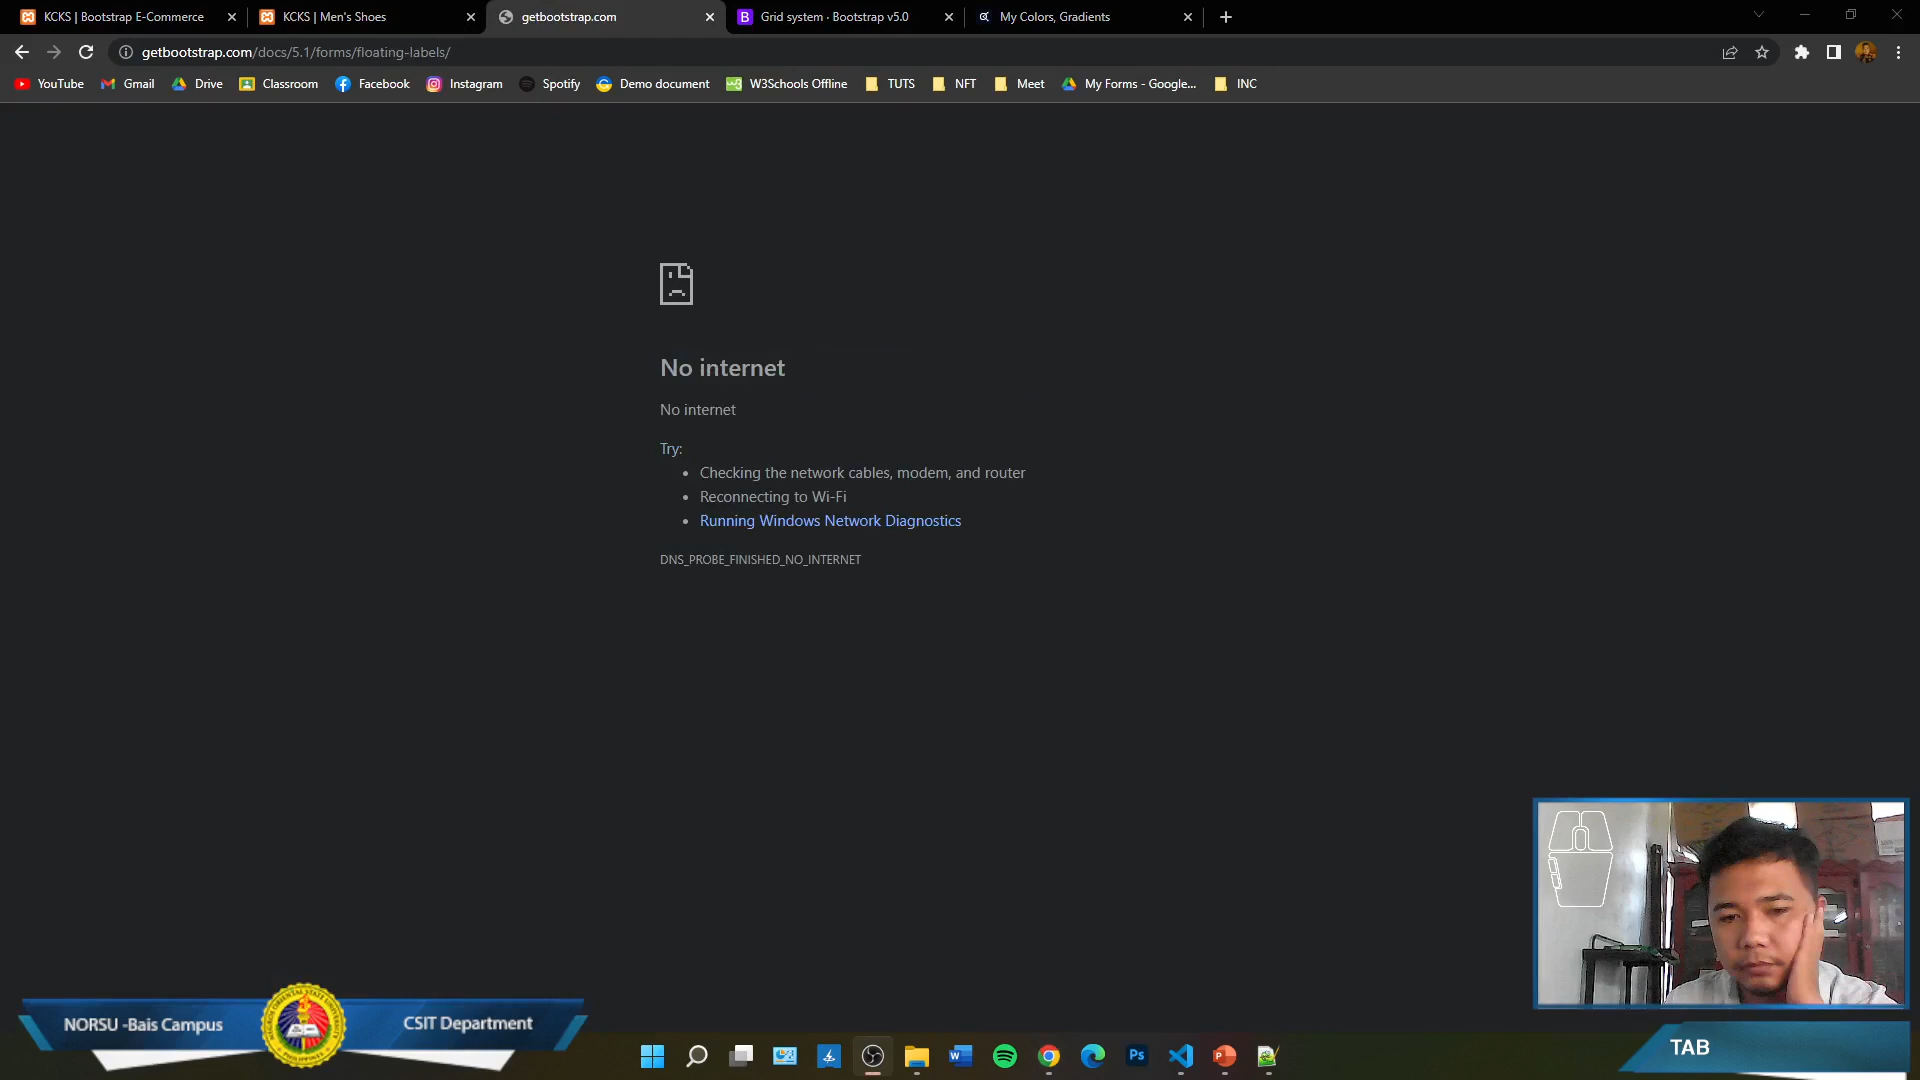 KCKS | Bootstrap E-Commerce
KCKS | Men's Shoes
getbootstrap.com
Grid system · Bootstrap v5.0
My Colors, Gradients
getbootstrap.com/docs/5.1/forms/floating-labels/
YouTube
Gmail
Drive
Classroom
Facebook
Instagram
Spotify
Demo document
W3Schools Offline
TUTS
NFT
Meet
My Forms - Google...
INC
No internet
No internet
Try:
Checking the network cables, modem, and router
Reconnecting to Wi-Fi
Running Windows Network Diagnostics
DNS_PROBE_FINISHED_NO_INTERNET
NORSU -Bais Campus
CSIT Department
TAB